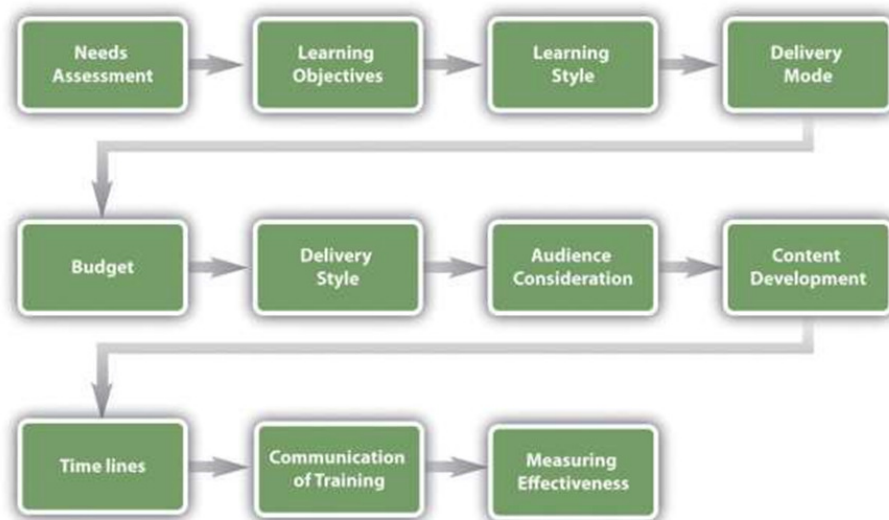 Needs
Assessment
Learning
Objectives
Learning
Style
Delivery
Mode
Budget
Delivery
Style
Audience
Consideration
Content
Development
Time lines
Communication
of Training
Measuring
Effectiveness